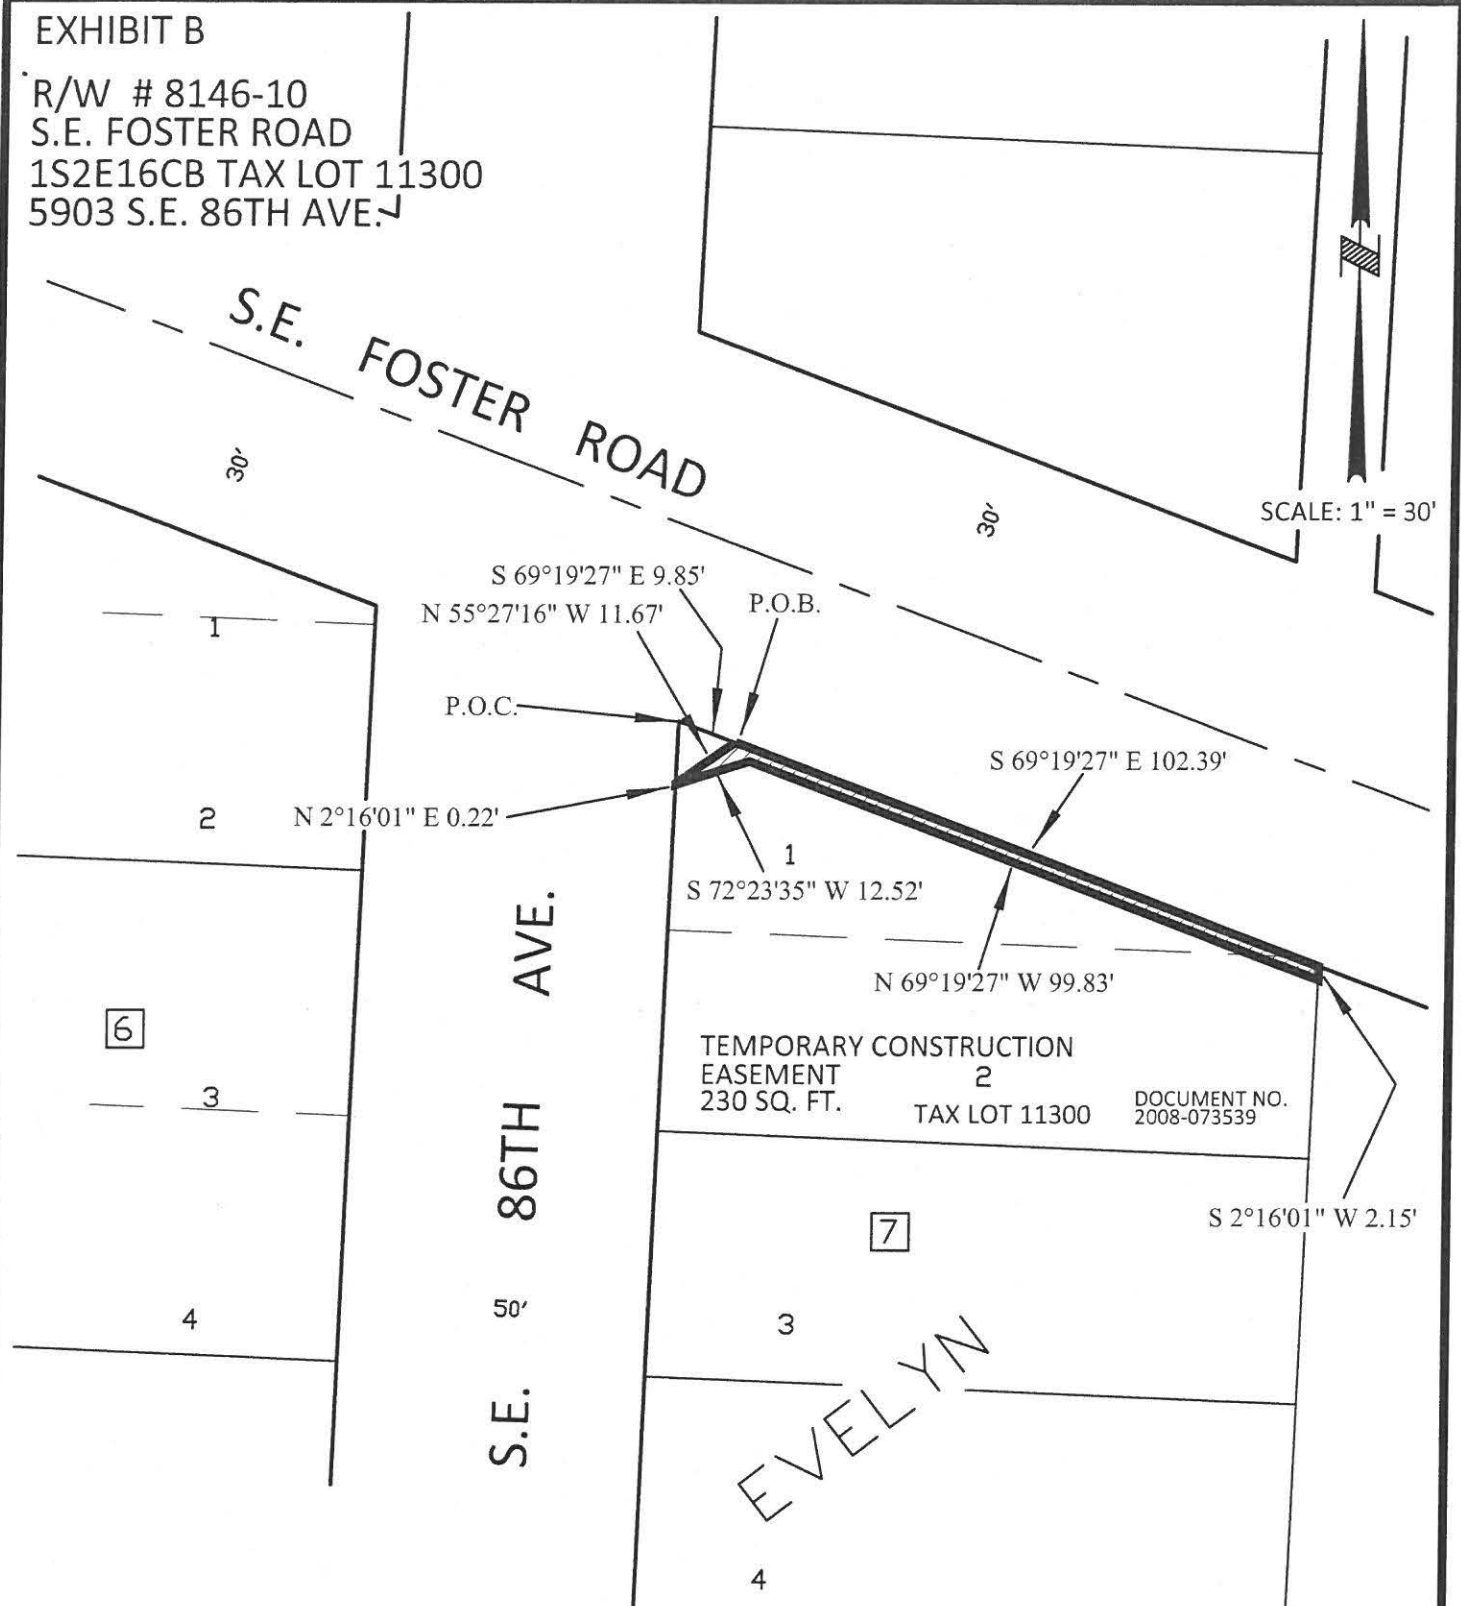 EXHIBIT B
R/W # 8146-10
S.E. FOSTER ROAD
1S2E16CB TAX LOT 11300
5903 S.E. 86TH AVE.
S.E. FOSTER ROAD
30'
30'
SCALE: 1" = 30'
S 69°19'27" E 9.85'
N 55°27'16" W 11.67'
P.O.B.
1
P.O.C.
S 69°19'27" E 102.39'
N 2°16'01" E 0.22'
2
1
S 72°23'35" W 12.52'
N 69°19'27" W 99.83'
6
TEMPORARY CONSTRUCTION
EASEMENT
230 SQ. FT.
2
TAX LOT 11300
DOCUMENT NO.
2008-073539
3
S 2°16'01" W 2.15'
7
S.E. 86TH AVE.
50'
4
3
EVELYN
4